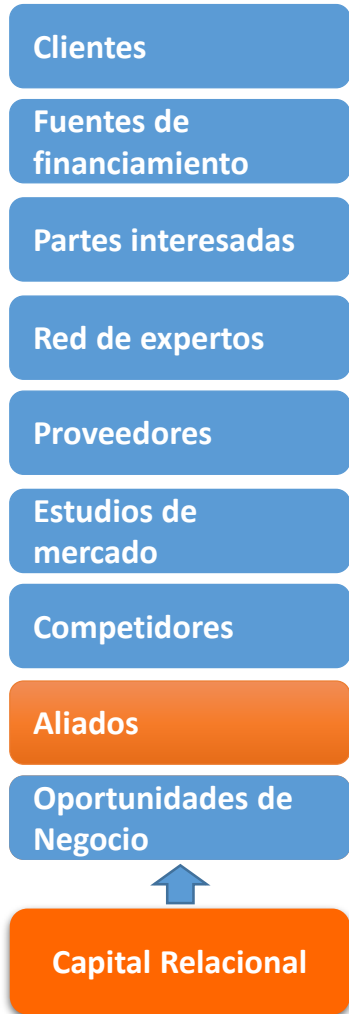 Clientes
Fuentes de
financiamiento
Partes interesadas
Red de expertos
Proveedores
Estudios de
mercado
Competidores
Aliados
Oportunidades de
Negocio
Capital Relacional